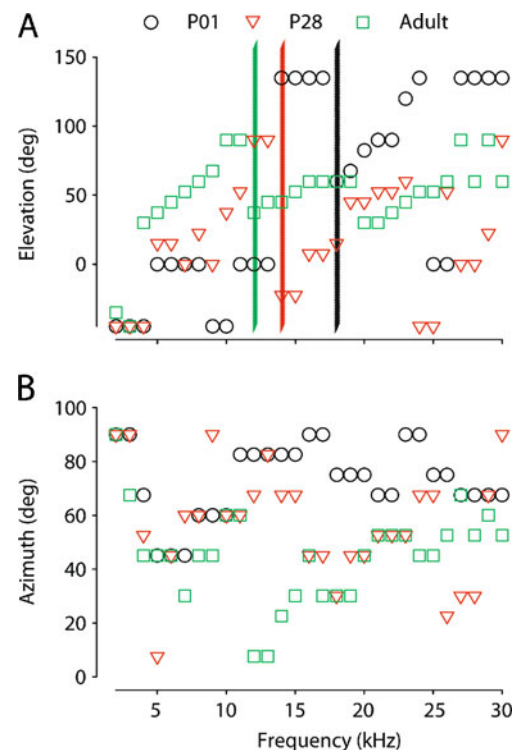 A
P01 P28 Adult
150
100
50
0
Elevation (deg)
B
100
80
60
40
20
0
Azimuth (deg)
5 10 15 20 25 30
Frequency (kHz)